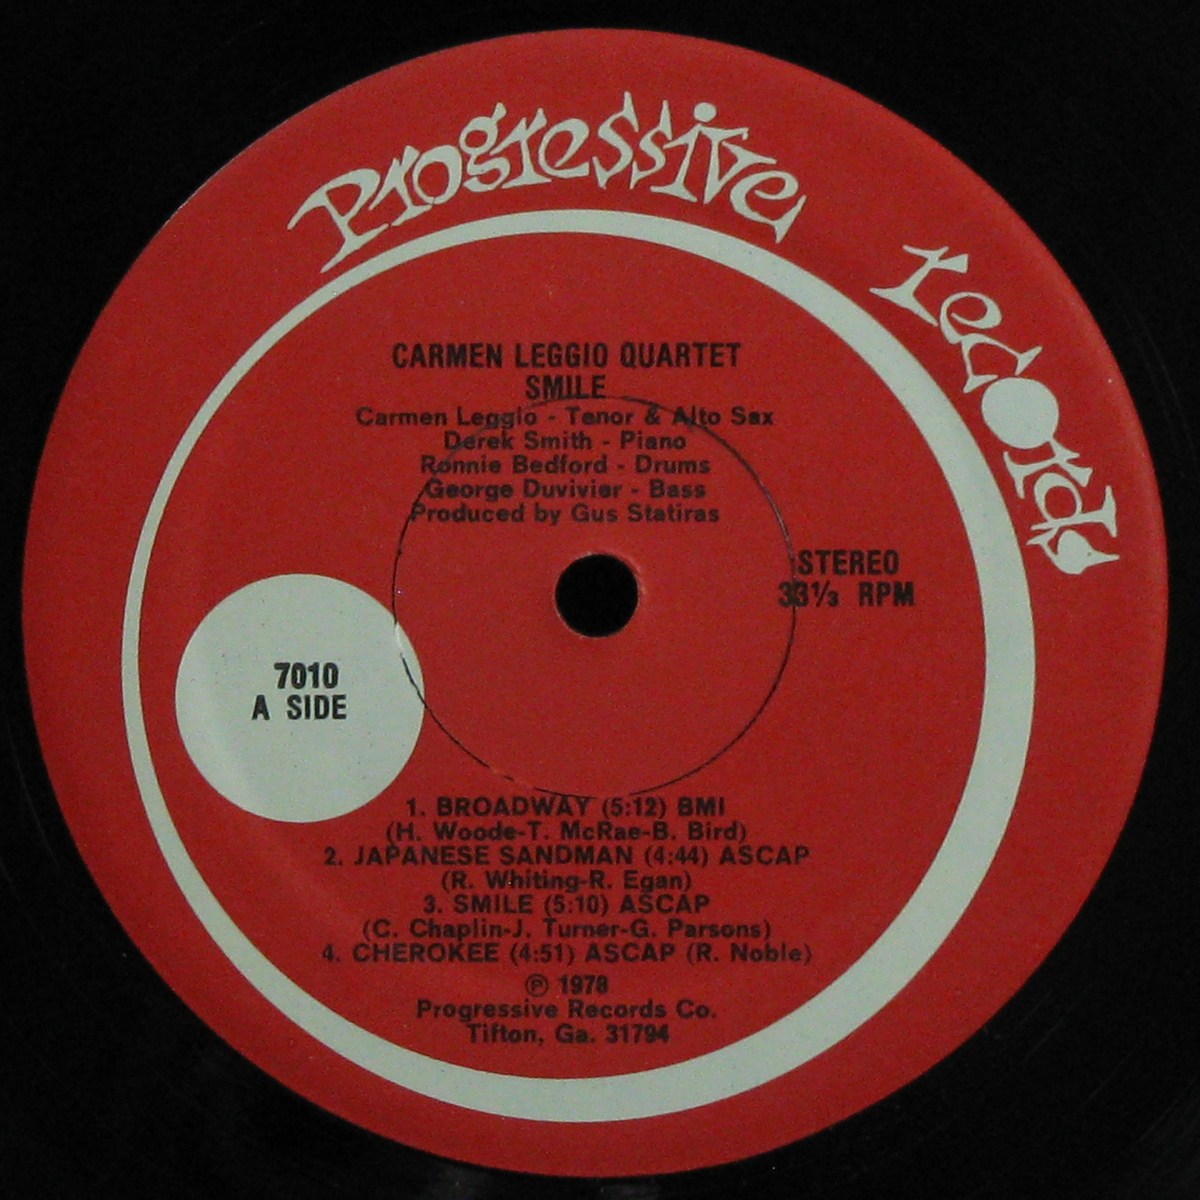 Progressive records
CARMEN LEGGIO QUARTET
SMILE
Carmen Leggio - Tenor & Alto Sax
Derek Smith - Piano
Ronnie Bedford - Drums
George Duvivier - Bass
Produced by Gus Statiras
STEREO
33⅓ RPM
7010
A SIDE
1. BROADWAY (5:12) BMI
(H. Woode-T. McRae-B. Bird)
2. JAPANESE SANDMAN (4:44) ASCAP
(R. Whiting-R. Egan)
3. SMILE (5:10) ASCAP
(C. Chaplin-J. Turner-G. Parsons)
4. CHEROKEE (4:51) ASCAP (R. Noble)
℗ 1978
Progressive Records Co.
Tifton, Ga. 31794